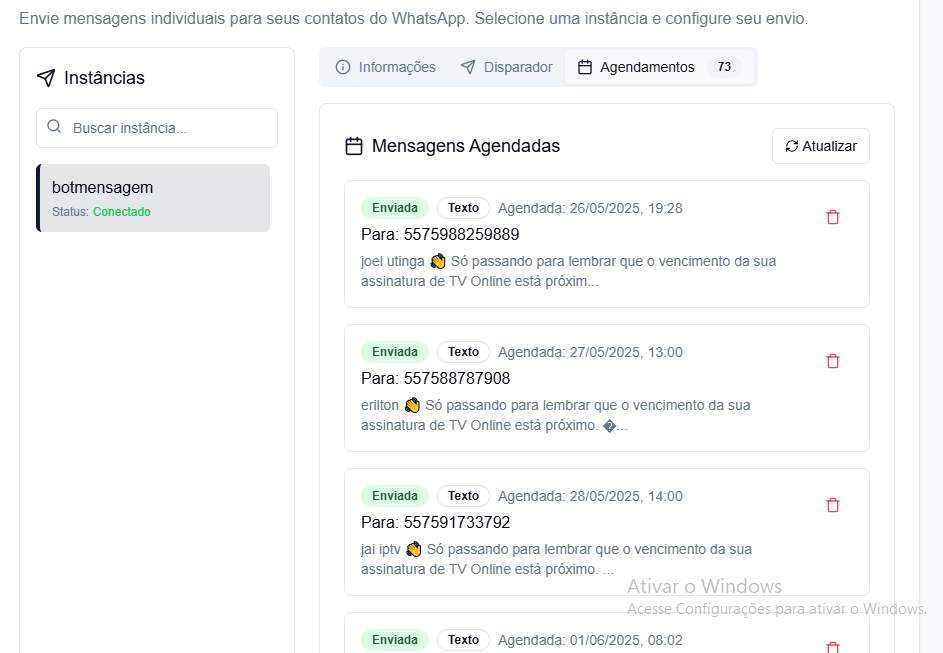 Envie mensagens individuais para seus contatos do WhatsApp. Selecione uma instância e configure seu envio.
Instâncias
Buscar instância...
botmensagem
Status: Conectado
Informações
Disparador
Agendamentos 73
Mensagens Agendadas
Atualizar
Enviada Texto Agendada: 26/05/2025, 19:28
Para: 5575988259889
joel utinga 👏 Só passando para lembrar que o vencimento da sua
assinatura de TV Online está próxim...
Enviada Texto Agendada: 27/05/2025, 13:00
Para: 557588787908
erilton 👏 Só passando para lembrar que o vencimento da sua
assinatura de TV Online está próximo. �...
Enviada Texto Agendada: 28/05/2025, 14:00
Para: 557591733792
jai iptv 👏 Só passando para lembrar que o vencimento da sua
assinatura de TV Online está próximo. ...
Enviada Texto Agendada: 01/06/2025, 08:02
Ativar o Windows
Acesse Configurações para ativar o Windows.